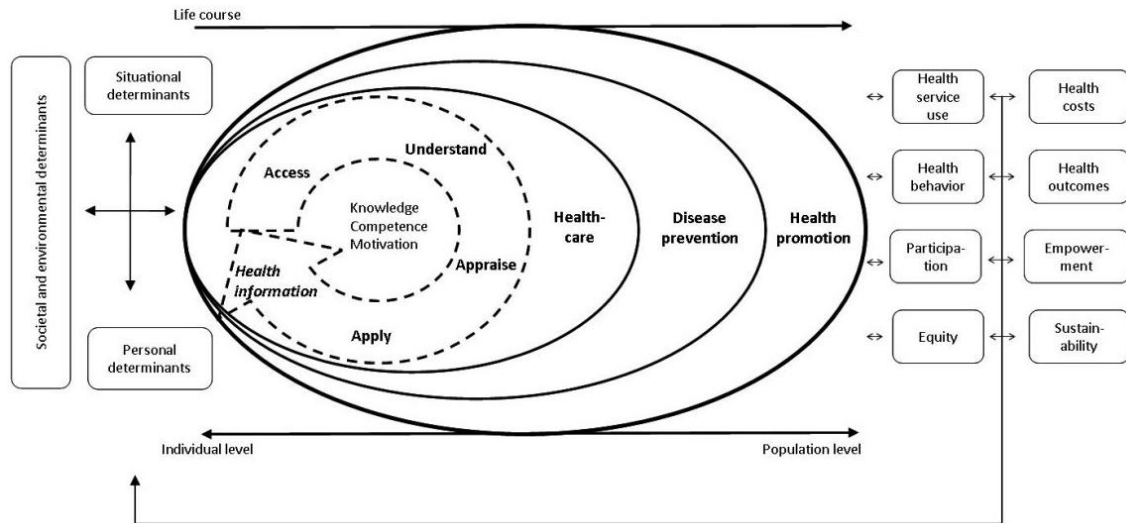 Life course
Societal and environmental determinants
Situational
determinants
Personal
determinants
Access
Understand
Appraise
Apply
Health
information
Knowledge
Competence
Motivation
Health-
care
Disease
prevention
Health
promotion
Health
service
use
Health
costs
Health
behavior
Health
outcomes
Participa-
tion
Empower-
ment
Equity
Sustain-
ability
Individual level
Population level